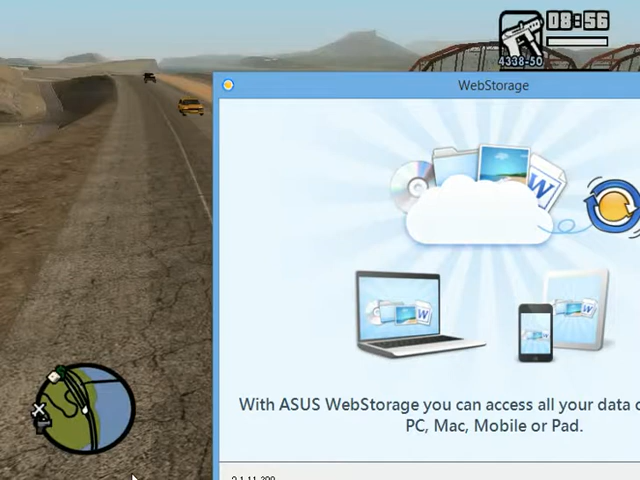 08:56
4338-50
WebStorage
W
W
W
With ASUS WebStorage you can access all your data
PC, Mac, Mobile or Pad.